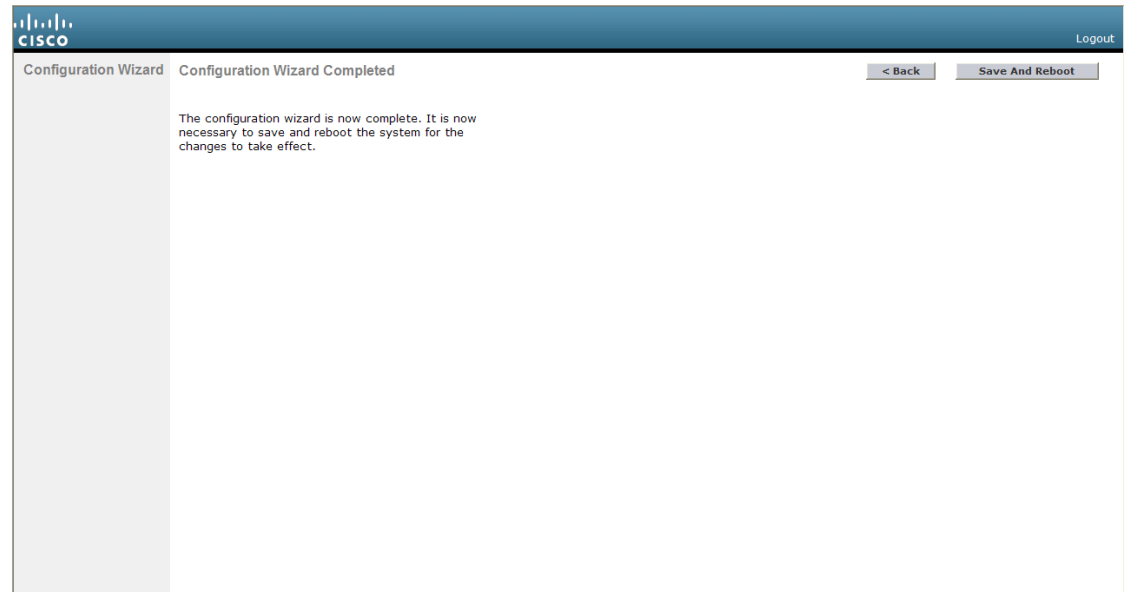 CISCO
Logout
Configuration Wizard
Configuration Wizard Completed
< Back
Save And Reboot
The configuration wizard is now complete. It is now
necessary to save and reboot the system for the
changes to take effect.